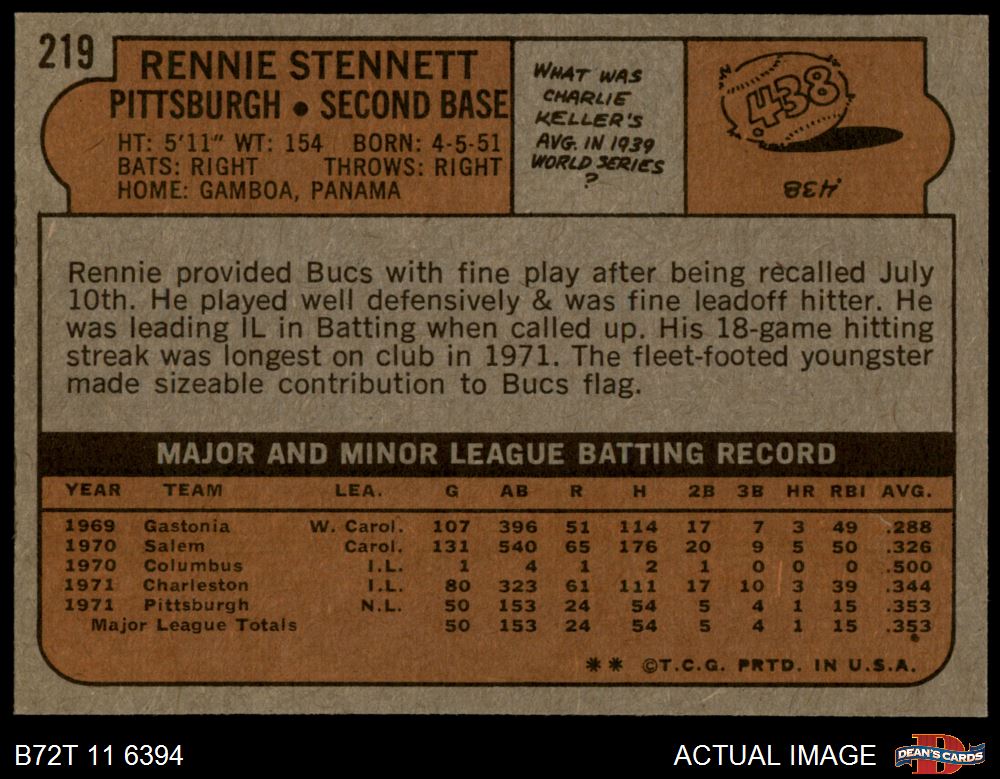 219
RENNIE STENNETT
PITTSBURGH • SECOND BASE
HT: 5'11" WT: 154 BORN: 4-5-51
BATS: RIGHT THROWS: RIGHT
HOME: GAMBOA, PANAMA
WHAT WAS
CHARLIE
KELLER'S
AVG. IN 1939
WORLD SERIES
?
.438
.438
Rennie provided Bucs with fine play after being recalled July
10th. He played well defensively & was fine leadoff hitter. He
was leading IL in Batting when called up. His 18-game hitting
streak was longest on club in 1971. The fleet-footed youngster
made sizeable contribution to Bucs flag.
MAJOR AND MINOR LEAGUE BATTING RECORD
YEAR TEAM LEA. G AB R H 2B 3B HR RBI AVG.
1969 Gastonia W. Carol. 107 396 51 114 17 7 3 49 .288
1970 Salem Carol. 131 540 65 176 20 9 5 50 .326
1970 Columbus I.L. 1 4 1 2 1 0 0 0 .500
1971 Charleston I.L. 80 323 61 111 17 10 3 39 .344
1971 Pittsburgh N.L. 50 153 24 54 5 4 1 15 .353
Major League Totals 50 153 24 54 5 4 1 15 .353
** ©T.C.G. PRTD. IN U.S.A.
B72T 11 6394
ACTUAL IMAGE
D
DEAN'S CARDS